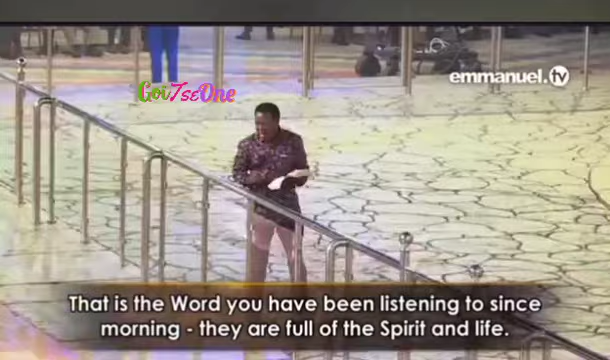 Goi7seOne
emmanuel.tv
That is the Word you have been listening to since
morning - they are full of the Spirit and life.